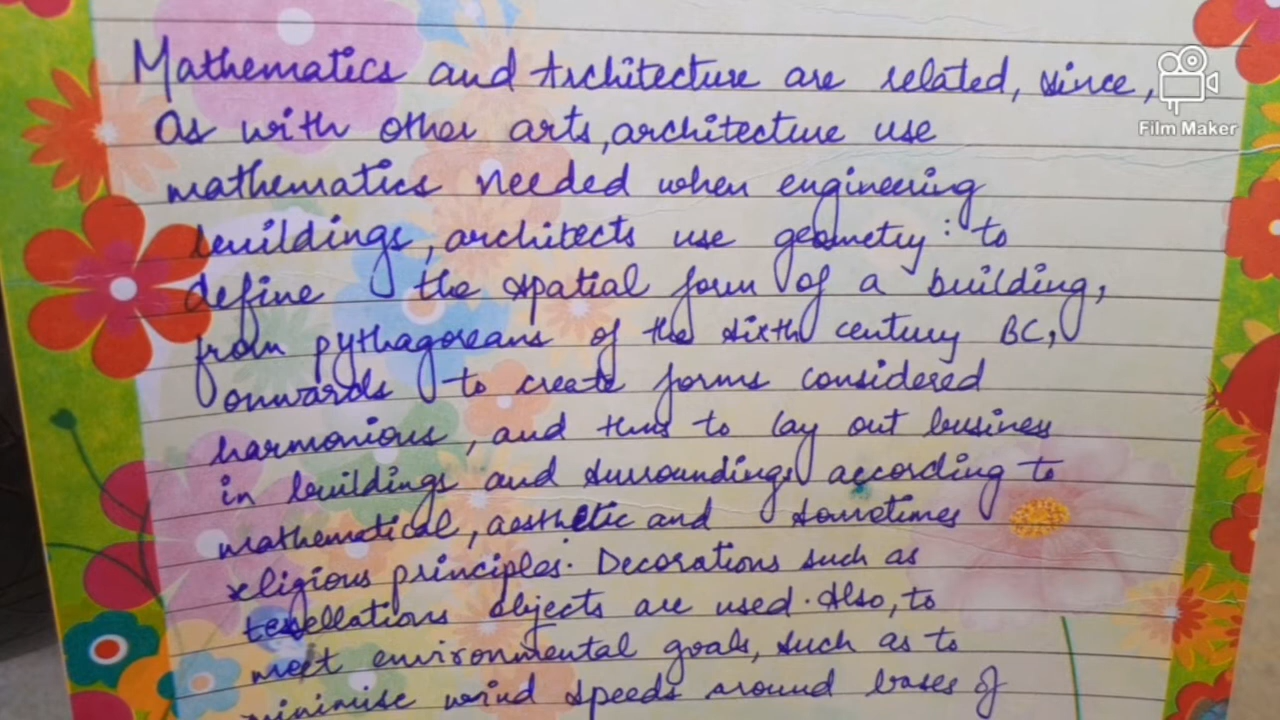 Mathematics and Architecture are related, since,
As with other arts, architecture use
mathematics needed when engineering
buildings, architects use geometry : to
define the spatial form of a building,
from pythagoreans of the sixth century BC,
onwards to create forms considered
harmonious, and thus to lay out business
in buildings and surroundings according to
mathematical, aesthetic and sometimes
religious principles. Decorations such as
tessellations objects are used. Also, to
meet environmental goals, such as to
minimise wind speeds around bases of
Film Maker